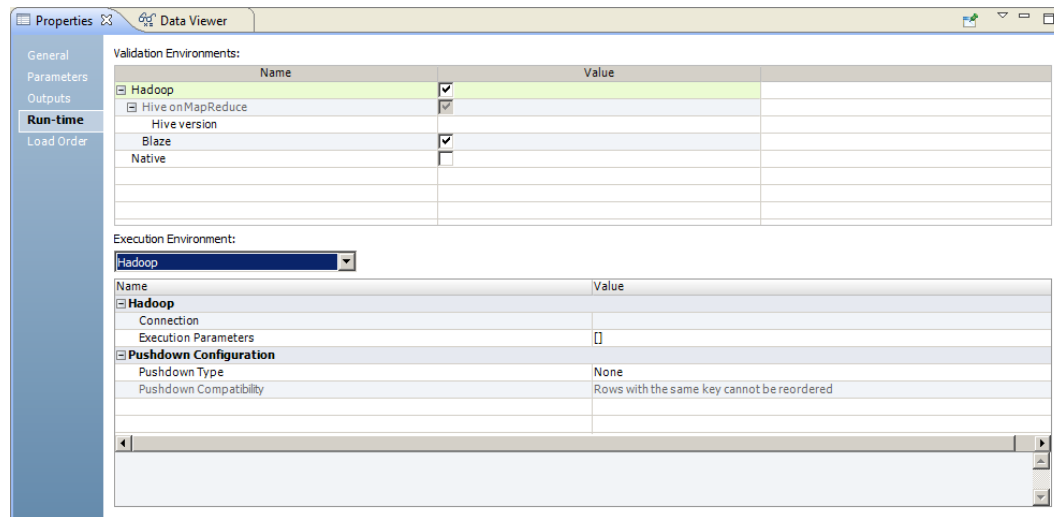 Properties Data Viewer
General
Parameters
Outputs
Run-time
Load Order
Validation Environments:
Name Value
Hadoop
Hive onMapReduce
Hive version
Blaze
Native
Execution Environment:
Hadoop
Name Value
Hadoop
Connection
Execution Parameters []
Pushdown Configuration
Pushdown Type None
Pushdown Compatibility Rows with the same key cannot be reordered